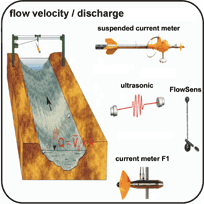 flow velocity / discharge
suspended current meter
ultrasonic
FlowSens
Q = V
current meter F1